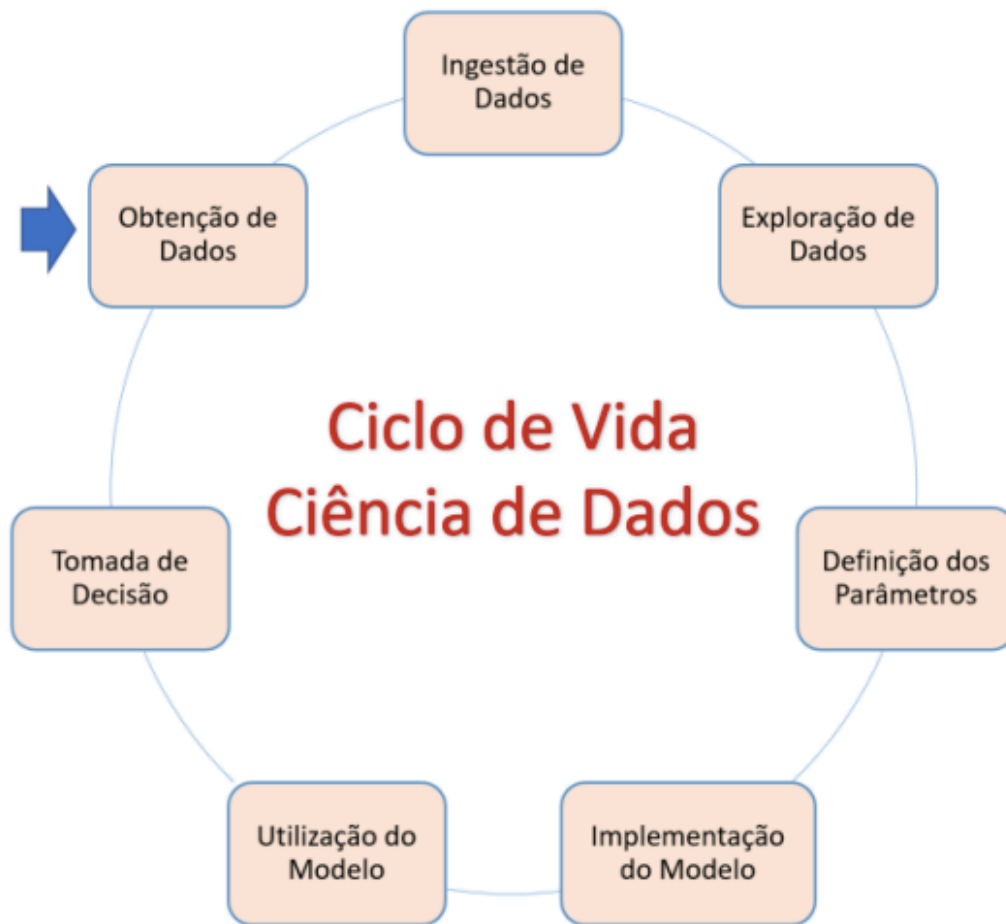 Ingestão de
Dados
Obtenção de
Dados
Exploração de
Dados
Ciclo de Vida
Ciência de Dados
Tomada de
Decisão
Definição dos
Parâmetros
Utilização do
Modelo
Implementação
do Modelo